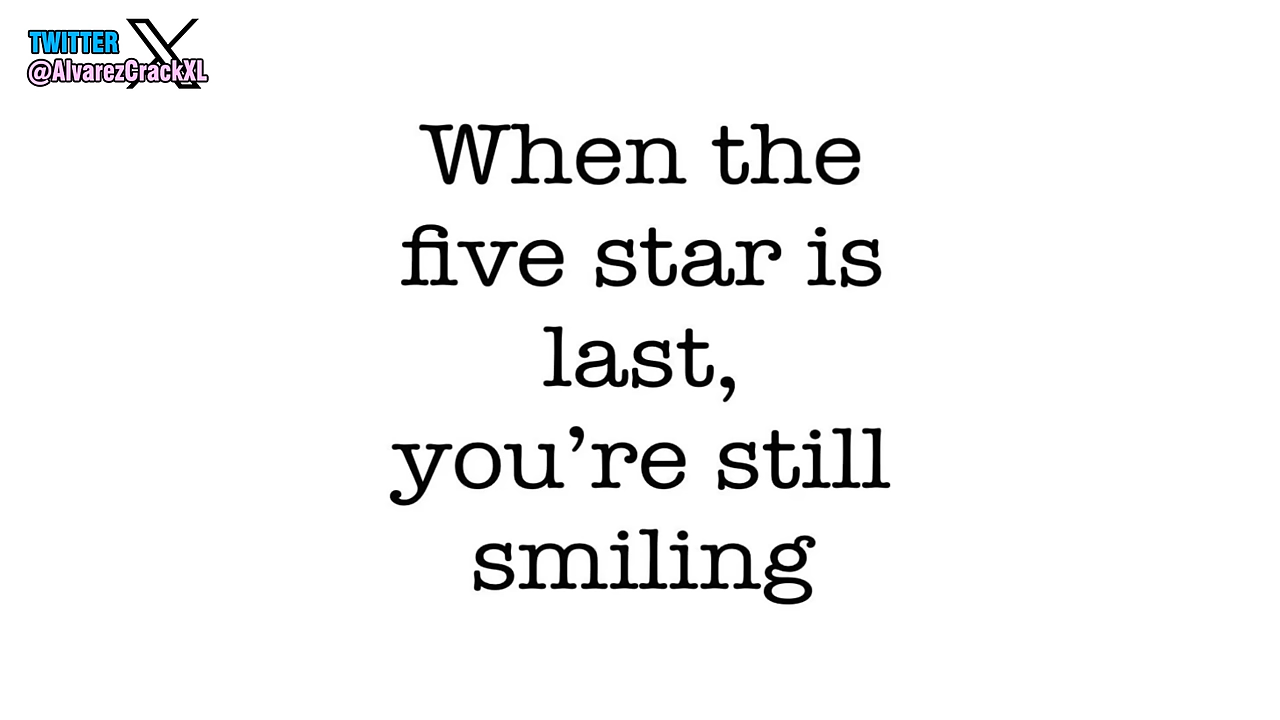 TWITTER
@AlvarezCrackXL
When the
five star is
last,
you’re still
smiling